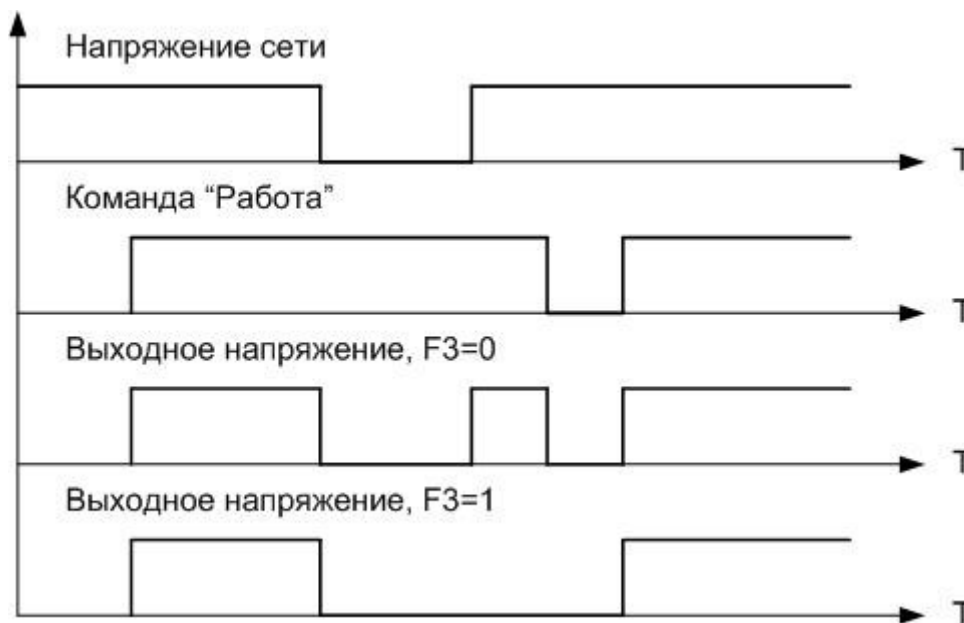 Напряжение сети
T
Команда “Работа”
T
Выходное напряжение, F3=0
T
Выходное напряжение, F3=1
T